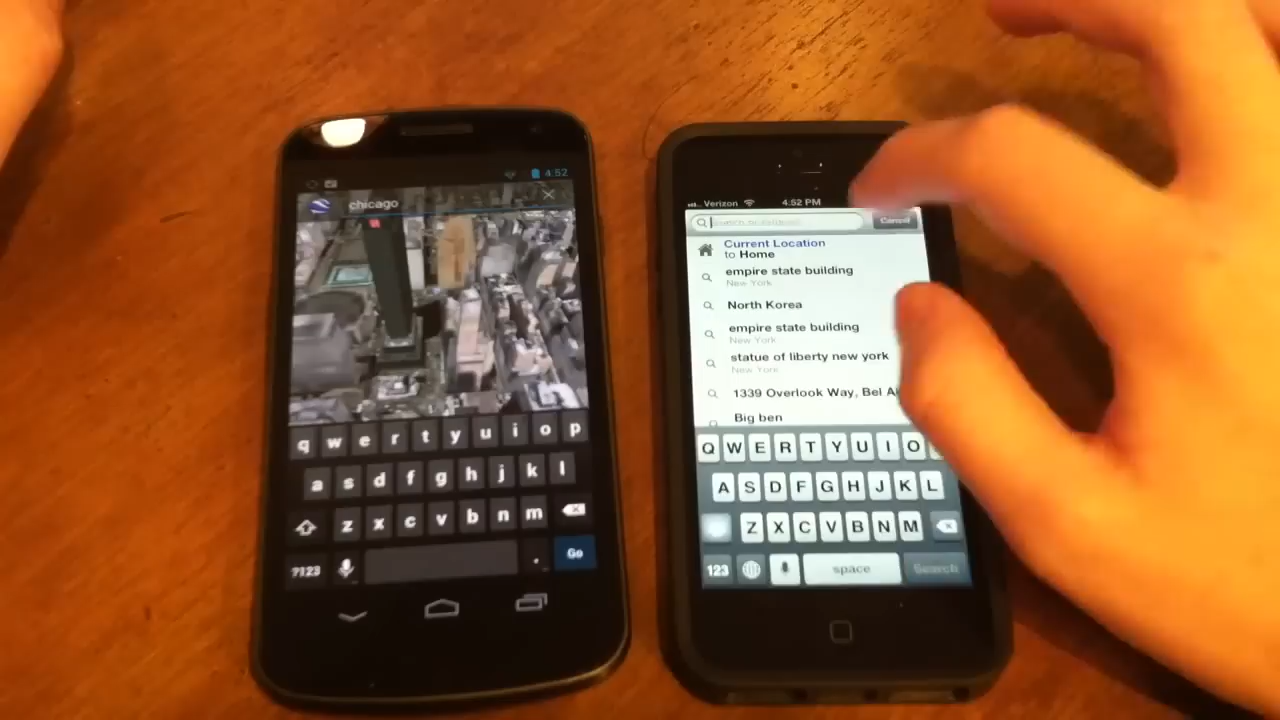 4:52
chicago
q w e r t y u i o p
a s d f g h j k l
z x c v b n m
?123 . Go
Verizon 4:52 PM
Cancel
Current Location
to Home
empire state building
New York
North Korea
empire state building
New York
statue of liberty new york
New York
1339 Overlook Way, Bel
Big ben
Q W E R T Y U I O
A S D F G H J K L
Z X C V B N M
123 space Search